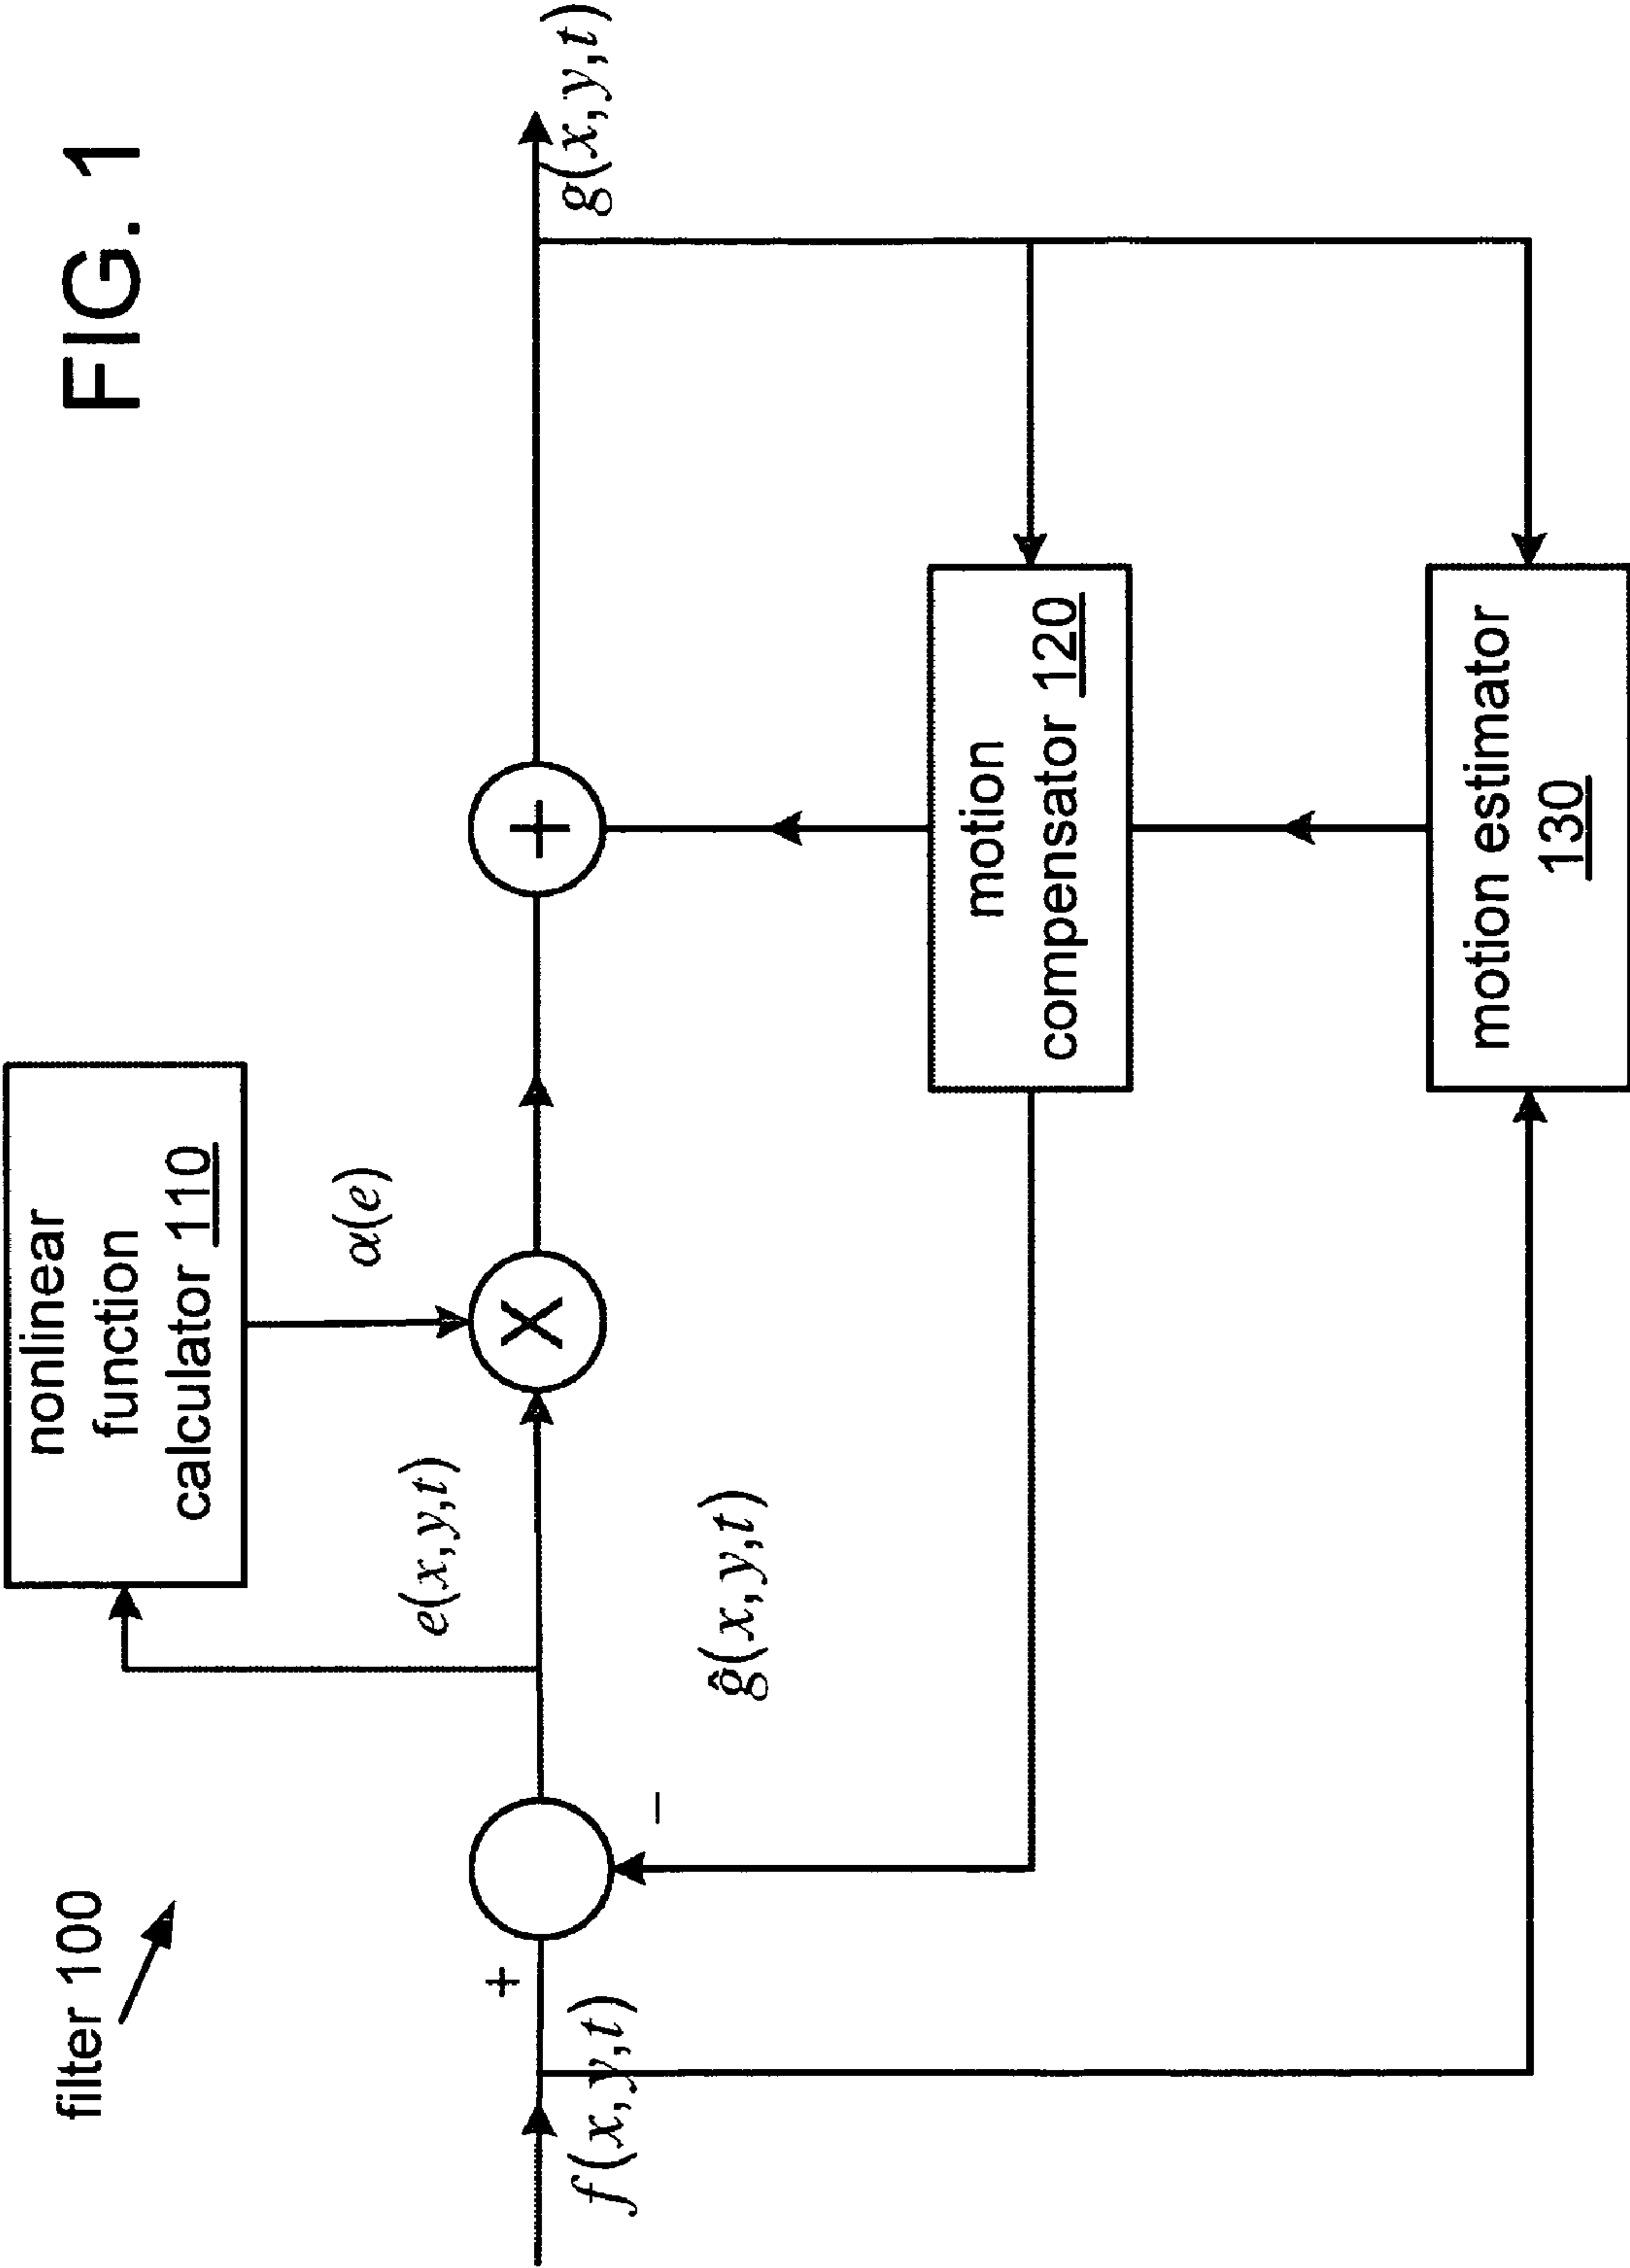 FIG. 1
filter 100
nonlinear
function
calculator 110
α(e)
e(x,y,t)
X
+
+
f(x,y,t)
−
ĝ(x,y,t)
g(x,y,t)
motion
compensator 120
motion estimator
130